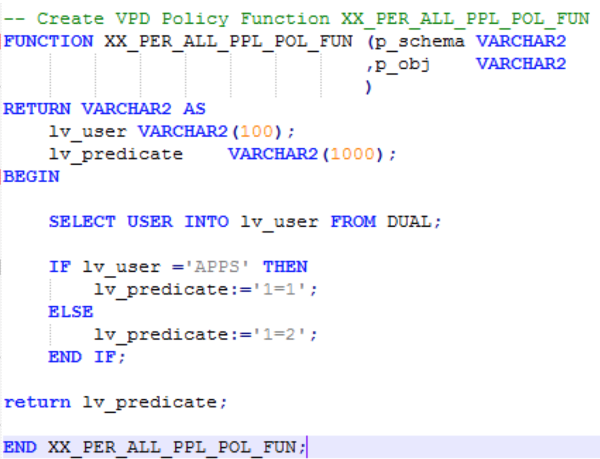 -- Create VPD Policy Function XX_PER_ALL_PPL_POL_FUN
FUNCTION XX_PER_ALL_PPL_POL_FUN (p_schema VARCHAR2
,p_obj VARCHAR2
)
RETURN VARCHAR2 AS
lv_user VARCHAR2(100);
lv_predicate VARCHAR2(1000);
BEGIN
SELECT USER INTO lv_user FROM DUAL;
IF lv_user ='APPS' THEN
lv_predicate:='1=1';
ELSE
lv_predicate:='1=2';
END IF;
return lv_predicate;
END XX_PER_ALL_PPL_POL_FUN;